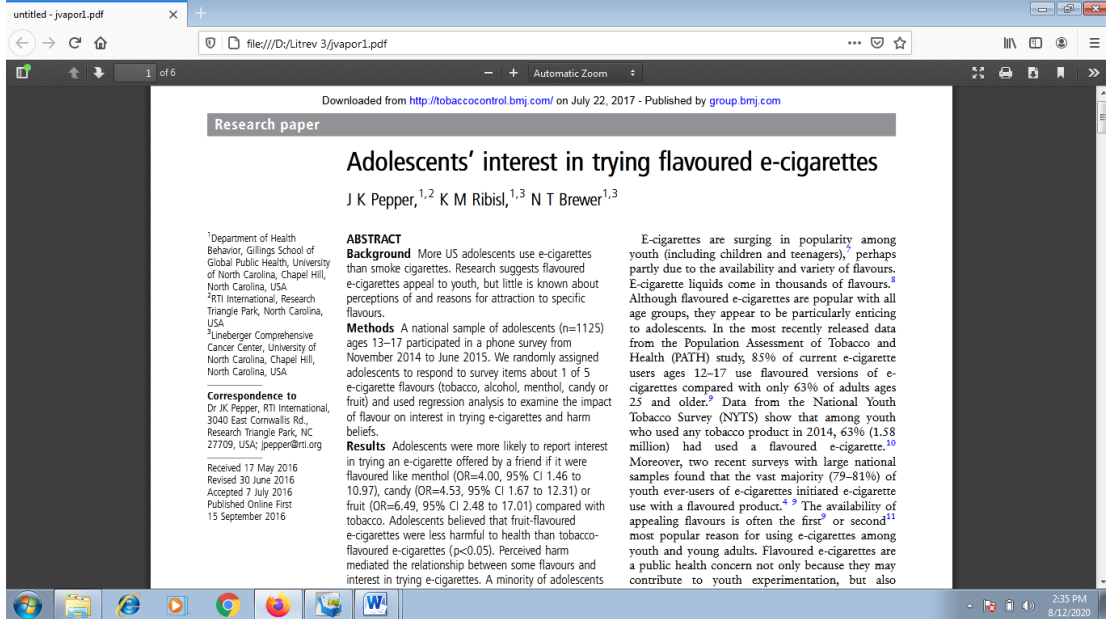 untitled - jvapor1.pdf
file:///D:/Litrev 3/jvapor1.pdf
1 of 6
Automatic Zoom
Downloaded from http://tobaccocontrol.bmj.com/ on July 22, 2017 - Published by group.bmj.com
Research paper
Adolescents' interest in trying flavoured e-cigarettes
J K Pepper,1,2 K M Ribisl,1,3 N T Brewer1,3
1Department of Health
Behavior, Gillings School of
Global Public Health, University
of North Carolina, Chapel Hill,
North Carolina, USA
2RTI International, Research
Triangle Park, North Carolina,
USA
3Lineberger Comprehensive
Cancer Center, University of
North Carolina, Chapel Hill,
North Carolina, USA
Correspondence to
Dr JK Pepper, RTI International,
3040 East Cornwallis Rd.,
Research Triangle Park, NC
27709, USA; jpepper@rti.org
Received 17 May 2016
Revised 30 June 2016
Accepted 7 July 2016
Published Online First
15 September 2016
ABSTRACT
Background More US adolescents use e-cigarettes
than smoke cigarettes. Research suggests flavoured
e-cigarettes appeal to youth, but little is known about
perceptions of and reasons for attraction to specific
flavours.
Methods A national sample of adolescents (n=1125)
ages 13–17 participated in a phone survey from
November 2014 to June 2015. We randomly assigned
adolescents to respond to survey items about 1 of 5
e-cigarette flavours (tobacco, alcohol, menthol, candy or
fruit) and used regression analysis to examine the impact
of flavour on interest in trying e-cigarettes and harm
beliefs.
Results Adolescents were more likely to report interest
in trying an e-cigarette offered by a friend if it were
flavoured like menthol (OR=4.00, 95% CI 1.46 to
10.97), candy (OR=4.53, 95% CI 1.67 to 12.31) or
fruit (OR=6.49, 95% CI 2.48 to 17.01) compared with
tobacco. Adolescents believed that fruit-flavoured
e-cigarettes were less harmful to health than tobacco-
flavoured e-cigarettes (p<0.05). Perceived harm
mediated the relationship between some flavours and
interest in trying e-cigarettes. A minority of adolescents
E-cigarettes are surging in popularity among
youth (including children and teenagers),7 perhaps
partly due to the availability and variety of flavours.
E-cigarette liquids come in thousands of flavours.8
Although flavoured e-cigarettes are popular with all
age groups, they appear to be particularly enticing
to adolescents. In the most recently released data
from the Population Assessment of Tobacco and
Health (PATH) study, 85% of current e-cigarette
users ages 12–17 use flavoured versions of e-
cigarettes compared with only 63% of adults ages
25 and older.9 Data from the National Youth
Tobacco Survey (NYTS) show that among youth
who used any tobacco product in 2014, 63% (1.58
million) had used a flavoured e-cigarette.10
Moreover, two recent surveys with large national
samples found that the vast majority (79–81%) of
youth ever-users of e-cigarettes initiated e-cigarette
use with a flavoured product.4 9 The availability of
appealing flavours is often the first9 or second11
most popular reason for using e-cigarettes among
youth and young adults. Flavoured e-cigarettes are
a public health concern not only because they may
contribute to youth experimentation, but also
2:35 PM
8/12/2020